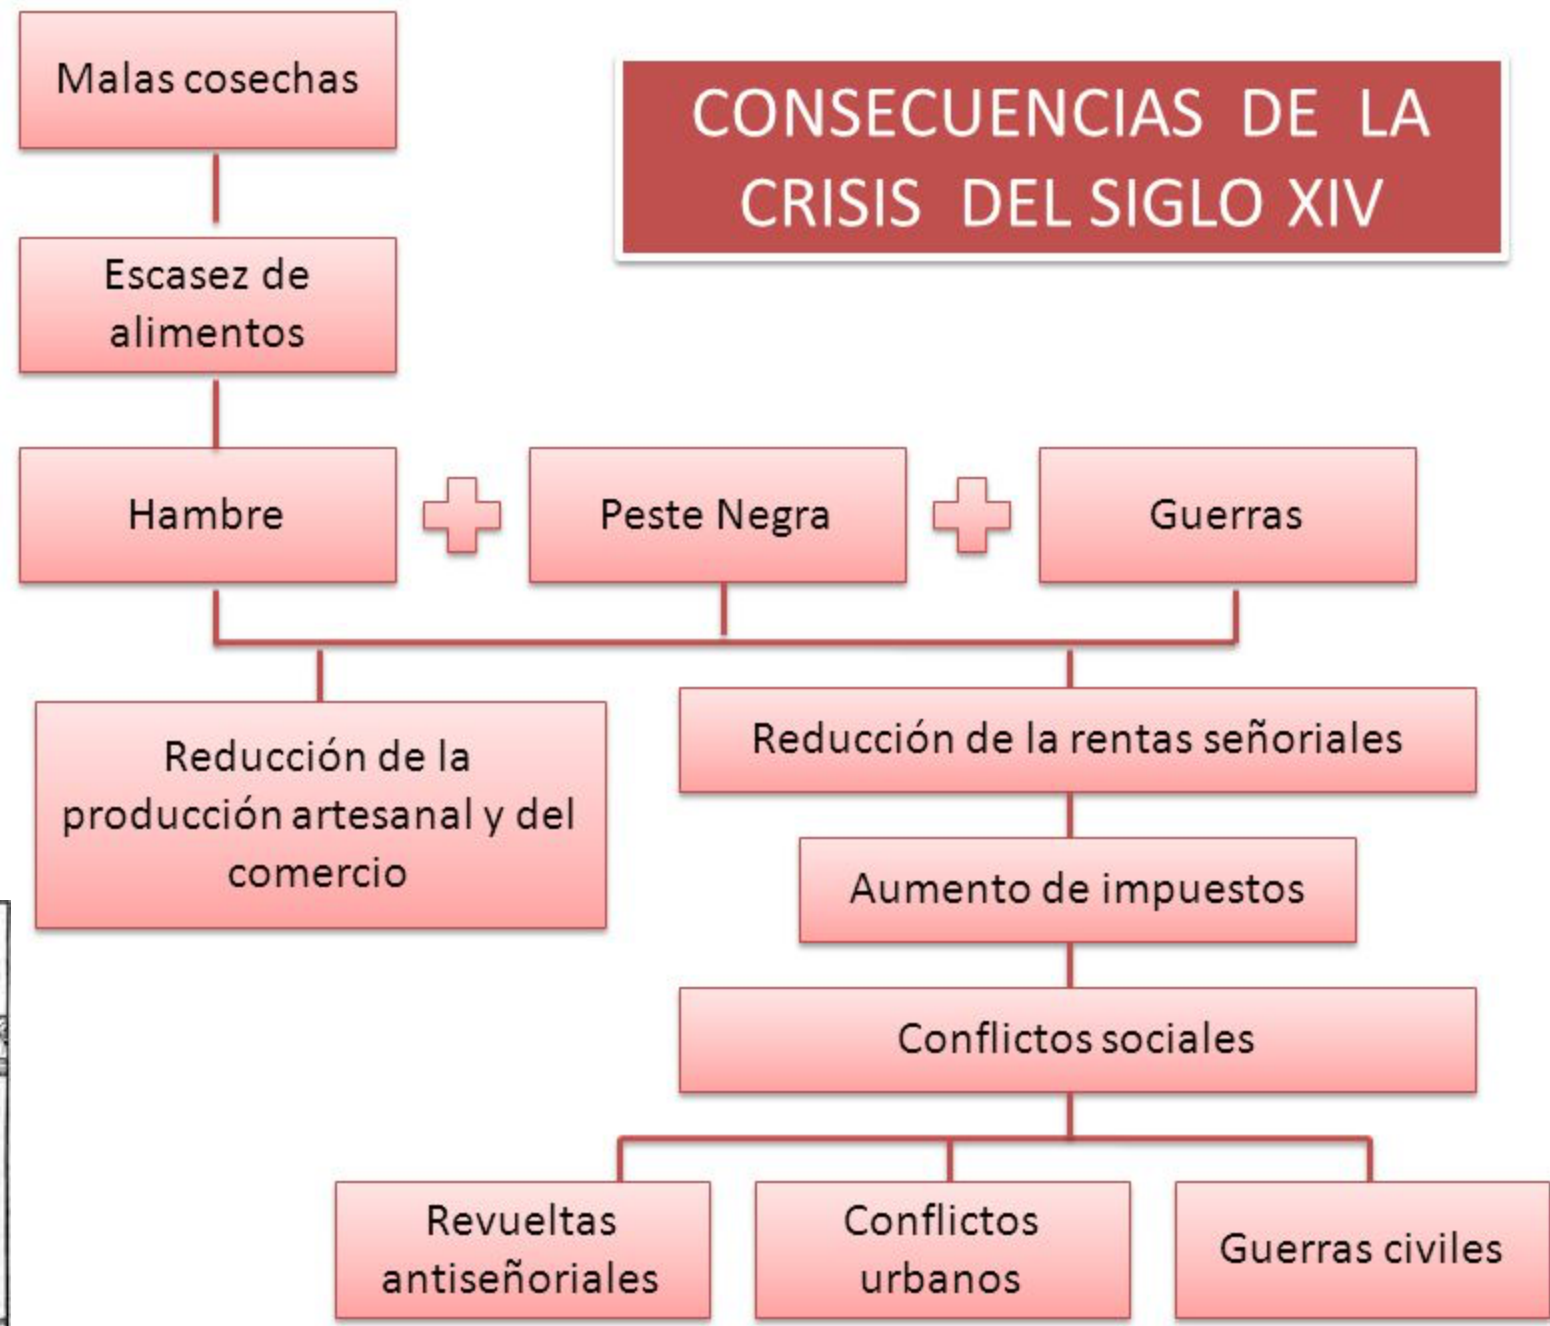 Malas cosechas
CONSECUENCIAS DE LA
CRISIS DEL SIGLO XIV
Escasez de
alimentos
Hambre
Peste Negra
Guerras
Reducción de la
producción artesanal y del
comercio
Reducción de la rentas señoriales
Aumento de impuestos
Conflictos sociales
Revueltas
antiseñoriales
Conflictos
urbanos
Guerras civiles